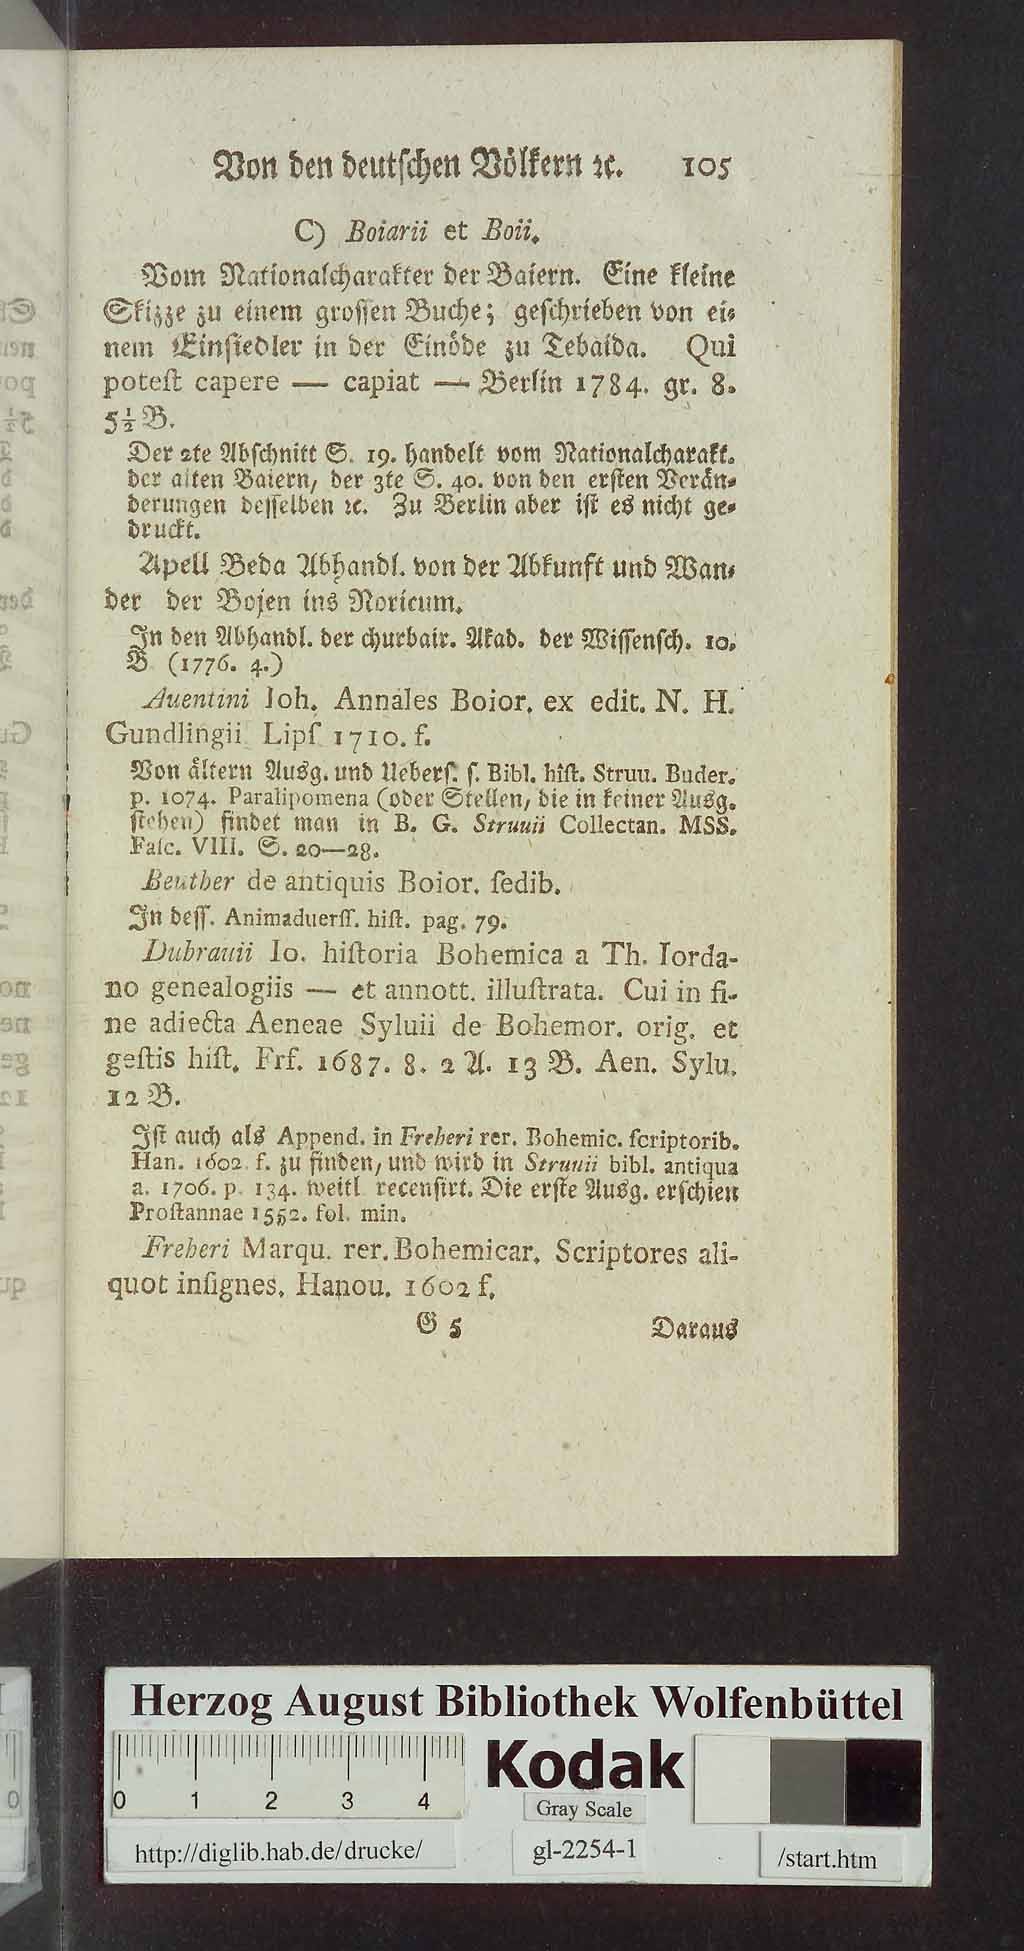 Von den deutſchen Völkern ꝛc. 105
C) Boiarii et Boii.
Vom Nationalcharakter der Baiern. Eine kleine
Skizze zu einem groſſen Buche; geſchrieben von ei-
nem Einſiedler in der Einöde zu Tebaida. Qui
poteſt capere — capiat — Berlin 1784. gr. 8.
5½ B.
Der 2te Abſchnitt S. 19. handelt vom Nationalcharakt.
der alten Baiern, der 3te S. 40. von den erſten Verän-
derungen deſſelben ꝛc. Zu Berlin aber iſt es nicht ge-
druckt.
Apell Beda Abhandl. von der Abkunft und Wan-
der der Bojen ins Noricum.
In den Abhandl. der churbair. Akad. der Wiſſenſch. 10.
B. (1776. 4.)
Auentini Ioh. Annales Boior. ex edit. N. H.
Gundlingii Lipſ 1710. f.
Von ältern Ausg. und Ueberſ. ſ. Bibl. hiſt. Struu. Buder.
p. 1074. Paralipomena (oder Stellen, die in keiner Ausg.
ſtehen) findet man in B. G. Struuii Collectan. MSS.
Faſc. VIII. S. 20—28.
Beuther de antiquis Boior. ſedib.
In deſſ. Animaduerſſ. hiſt. pag. 79.
Dubrauii Io. hiſtoria Bohemica a Th. Iorda-
no genealogiis — et annott. illuſtrata. Cui in fi-
ne adiecta Aeneae Syluii de Bohemor. orig. et
geſtis hiſt. Frf. 1687. 8. 2 A. 13 B. Aen. Sylu.
12 B.
Iſt auch als Append. in Freheri rer. Bohemic. ſcriptorib.
Han. 1602. f. zu finden, und wird in Struuii bibl. antiqua
a. 1706. p. 134. weitl recenſirt. Die erſte Ausg. erſchien
Proſtannae 1552. fol. min.
Freheri Marqu. rer. Bohemicar. Scriptores ali-
quot inſignes. Hanou. 1602 f.
G 5 Daraus
Herzog August Bibliothek Wolfenbüttel
Kodak
0 1 2 3 4
Gray Scale
http://diglib.hab.de/drucke/ gl-2254-1 /start.htm